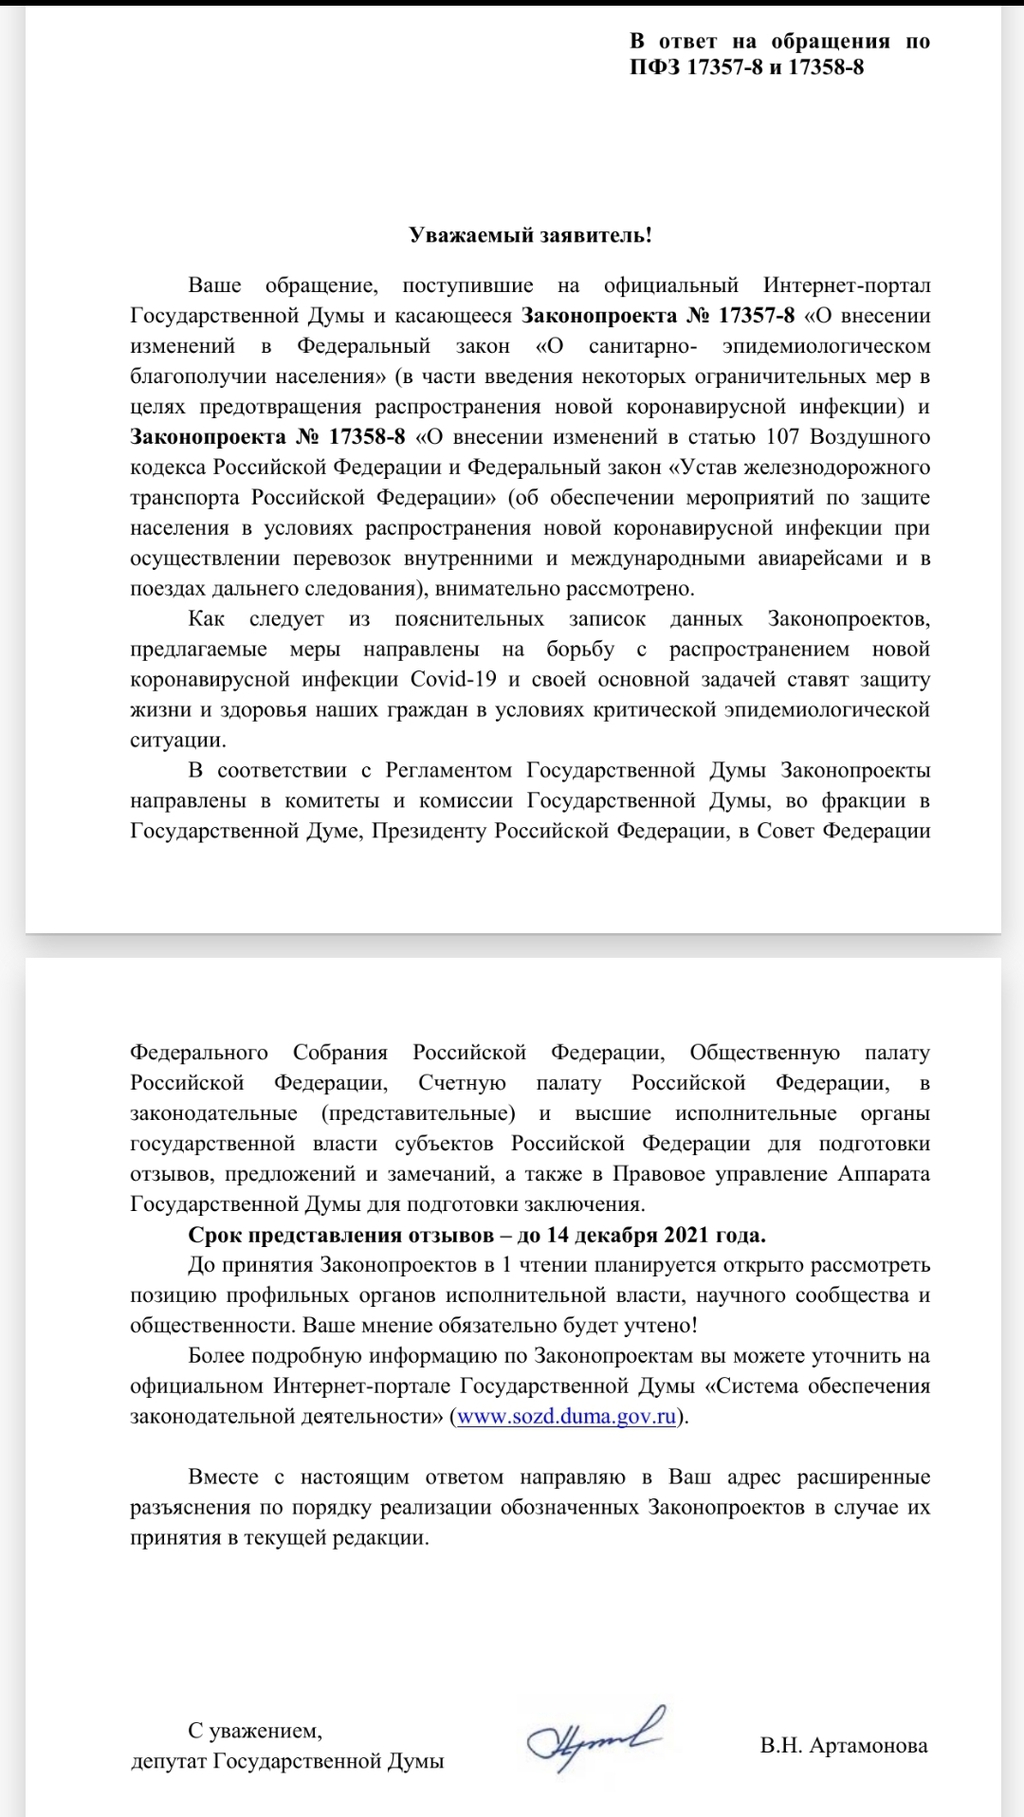 В ответ на обращения по
ПФЗ 17357-8 и 17358-8
Уважаемый заявитель!
Ваше обращение, поступившие на официальный Интернет-портал
Государственной Думы и касающееся Законопроекта № 17357-8 «О внесении
изменений в Федеральный закон «О санитарно- эпидемиологическом
благополучии населения» (в части введения некоторых ограничительных мер в
целях предотвращения распространения новой коронавирусной инфекции) и
Законопроекта № 17358-8 «О внесении изменений в статью 107 Воздушного
кодекса Российской Федерации и Федеральный закон «Устав железнодорожного
транспорта Российской Федерации» (об обеспечении мероприятий по защите
населения в условиях распространения новой коронавирусной инфекции при
осуществлении перевозок внутренними и международными авиарейсами и в
поездах дальнего следования), внимательно рассмотрено.
Как следует из пояснительных записок данных Законопроектов,
предлагаемые меры направлены на борьбу с распространением новой
коронавирусной инфекции Covid-19 и своей основной задачей ставят защиту
жизни и здоровья наших граждан в условиях критической эпидемиологической
ситуации.
В соответствии с Регламентом Государственной Думы Законопроекты
направлены в комитеты и комиссии Государственной Думы, во фракции в
Государственной Думе, Президенту Российской Федерации, в Совет Федерации
Федерального Собрания Российской Федерации, Общественную палату
Российской Федерации, Счетную палату Российской Федерации, в
законодательные (представительные) и высшие исполнительные органы
государственной власти субъектов Российской Федерации для подготовки
отзывов, предложений и замечаний, а также в Правовое управление Аппарата
Государственной Думы для подготовки заключения.
Срок представления отзывов – до 14 декабря 2021 года.
До принятия Законопроектов в 1 чтении планируется открыто рассмотреть
позицию профильных органов исполнительной власти, научного сообщества и
общественности. Ваше мнение обязательно будет учтено!
Более подробную информацию по Законопроектам вы можете уточнить на
официальном Интернет-портале Государственной Думы «Система обеспечения
законодательной деятельности» (www.sozd.duma.gov.ru).
Вместе с настоящим ответом направляю в Ваш адрес расширенные
разъяснения по порядку реализации обозначенных Законопроектов в случае их
принятия в текущей редакции.
С уважением,
депутат Государственной Думы
В.Н. Артамонова